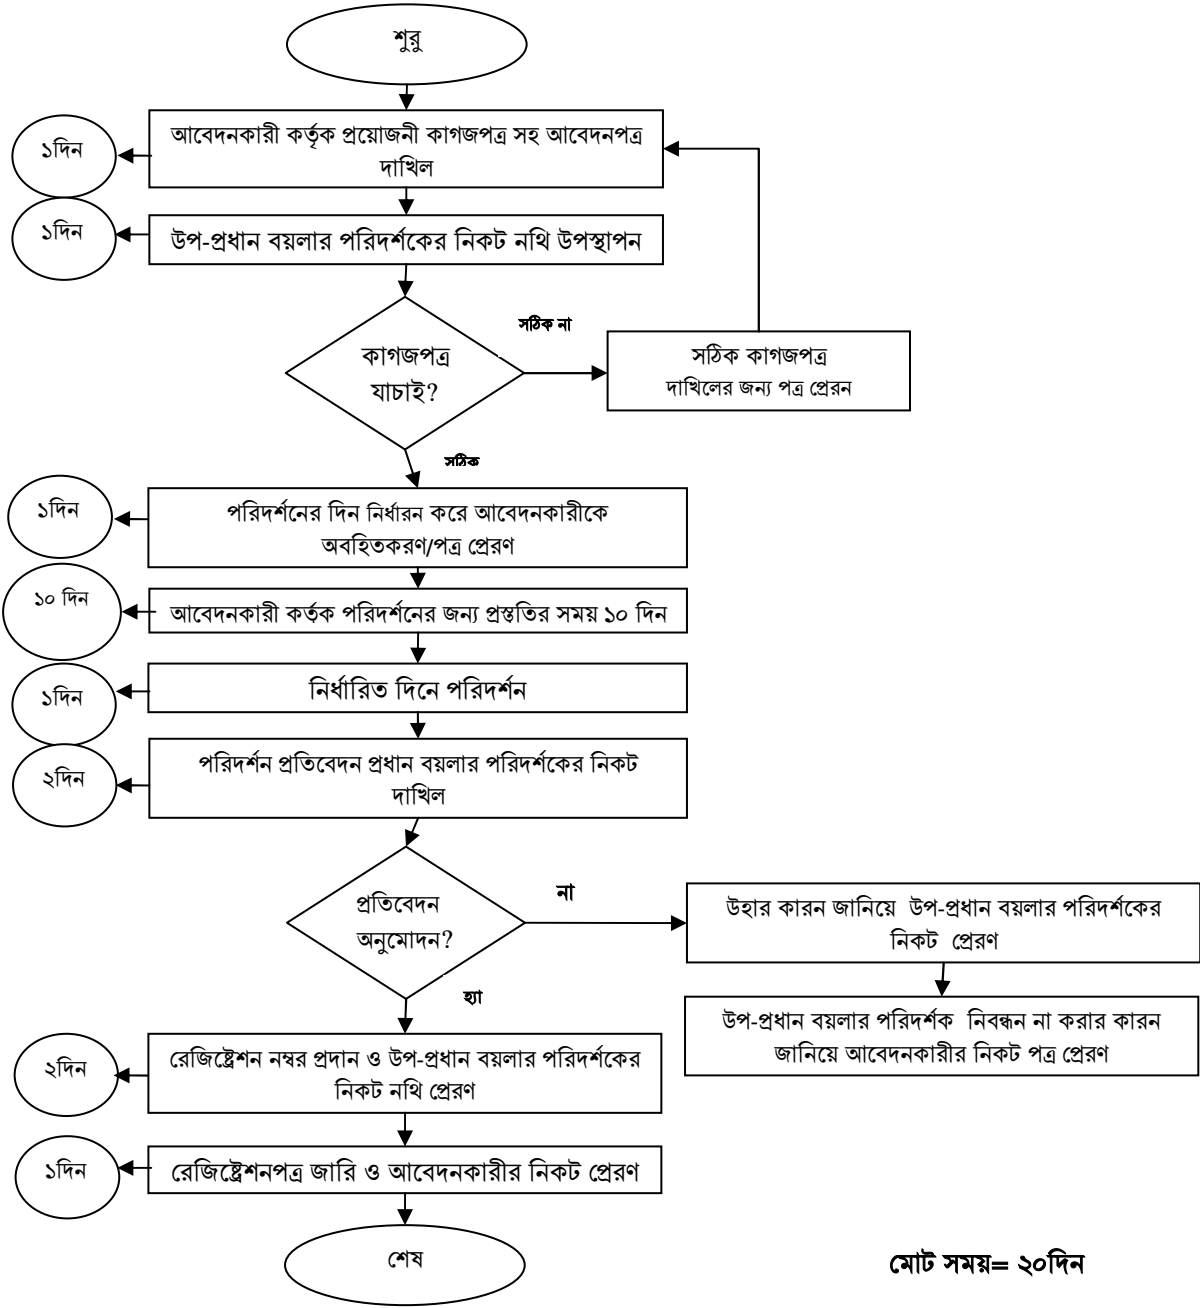 শুরু
১দিন
আবেদনকারী কর্তৃক প্রয়োজনী কাগজপত্র সহ আবেদনপত্র
দাখিল
১দিন
উপ-প্রধান বয়লার পরিদর্শকের নিকট নথি উপস্থাপন
কাগজপত্র
যাচাই?
সঠিক না
সঠিক কাগজপত্র
দাখিলের জন্য পত্র প্রেরন
সঠিক
১দিন
পরিদর্শনের দিন নির্ধারন করে আবেদনকারীকে
অবহিতকরণ/পত্র প্রেরণ
১০ দিন
আবেদনকারী কর্তৃক পরিদর্শনের জন্য প্রস্তুতির সময় ১০ দিন
১দিন
নির্ধারিত দিনে পরিদর্শন
২দিন
পরিদর্শন প্রতিবেদন প্রধান বয়লার পরিদর্শকের নিকট
দাখিল
প্রতিবেদন
অনুমোদন?
না
উহার কারন জানিয়ে উপ-প্রধান বয়লার পরিদর্শকের
নিকট প্রেরণ
উপ-প্রধান বয়লার পরিদর্শক নিবন্ধন না করার কারন
জানিয়ে আবেদনকারীর নিকট পত্র প্রেরণ
হ্যা
২দিন
রেজিষ্ট্রেশন নম্বর প্রদান ও উপ-প্রধান বয়লার পরিদর্শকের
নিকট নথি প্রেরণ
১দিন
রেজিষ্ট্রেশনপত্র জারি ও আবেদনকারীর নিকট প্রেরণ
শেষ
মোট সময়= ২০দিন